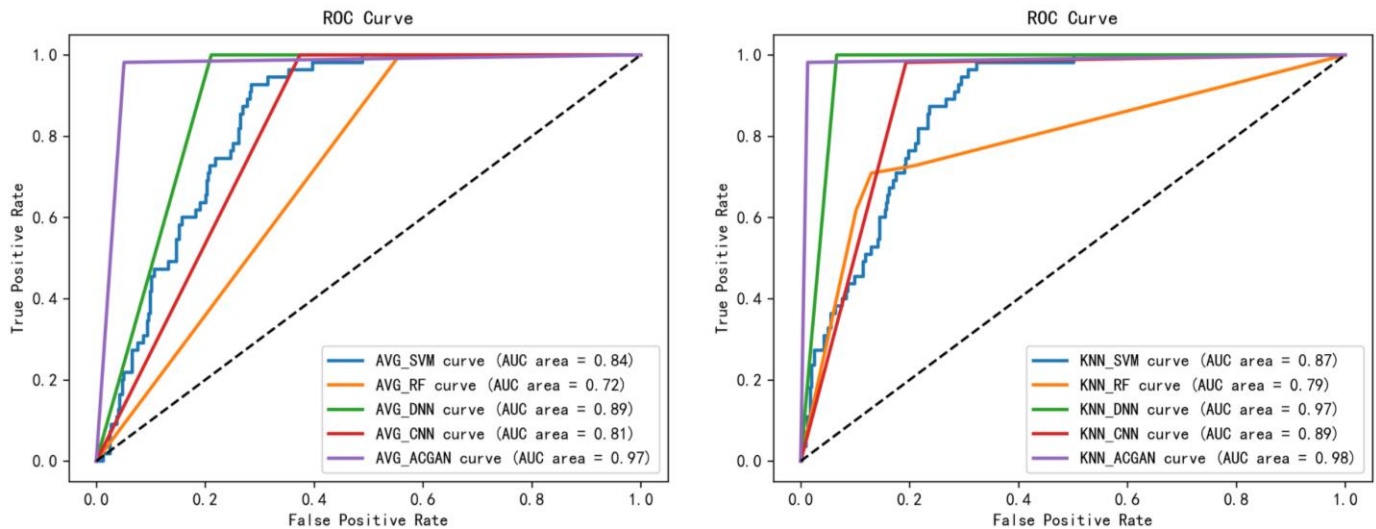 ROC Curve
1.0
0.8
0.6
0.4
0.2
0.0
True Positive Rate
AVG_SVM curve (AUC area = 0.84)
AVG_RF curve (AUC area = 0.72)
AVG_DNN curve (AUC area = 0.89)
AVG_CNN curve (AUC area = 0.81)
AVG_ACGAN curve (AUC area = 0.97)
0.0 0.2 0.4 0.6 0.8 1.0
False Positive Rate
ROC Curve
1.0
0.8
0.6
0.4
0.2
0.0
True Positive Rate
KNN_SVM curve (AUC area = 0.87)
KNN_RF curve (AUC area = 0.79)
KNN_DNN curve (AUC area = 0.97)
KNN_CNN curve (AUC area = 0.89)
KNN_ACGAN curve (AUC area = 0.98)
0.0 0.2 0.4 0.6 0.8 1.0
False Positive Rate